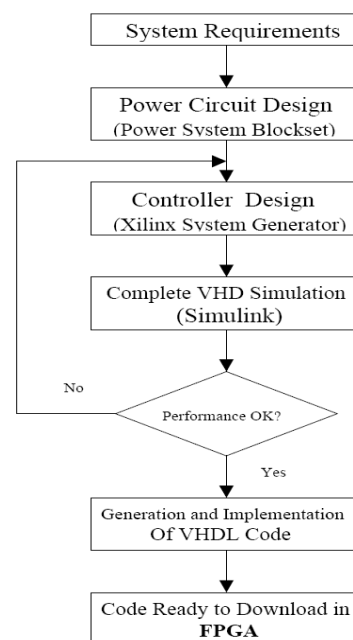 System Requirements
Power Circuit Design
(Power System Blockset)
Controller Design
(Xilinx System Generator)
Complete VHD Simulation
(Simulink)
No
Performance OK?
Yes
Generation and Implementation
Of VHDL Code
Code Ready to Download in
FPGA